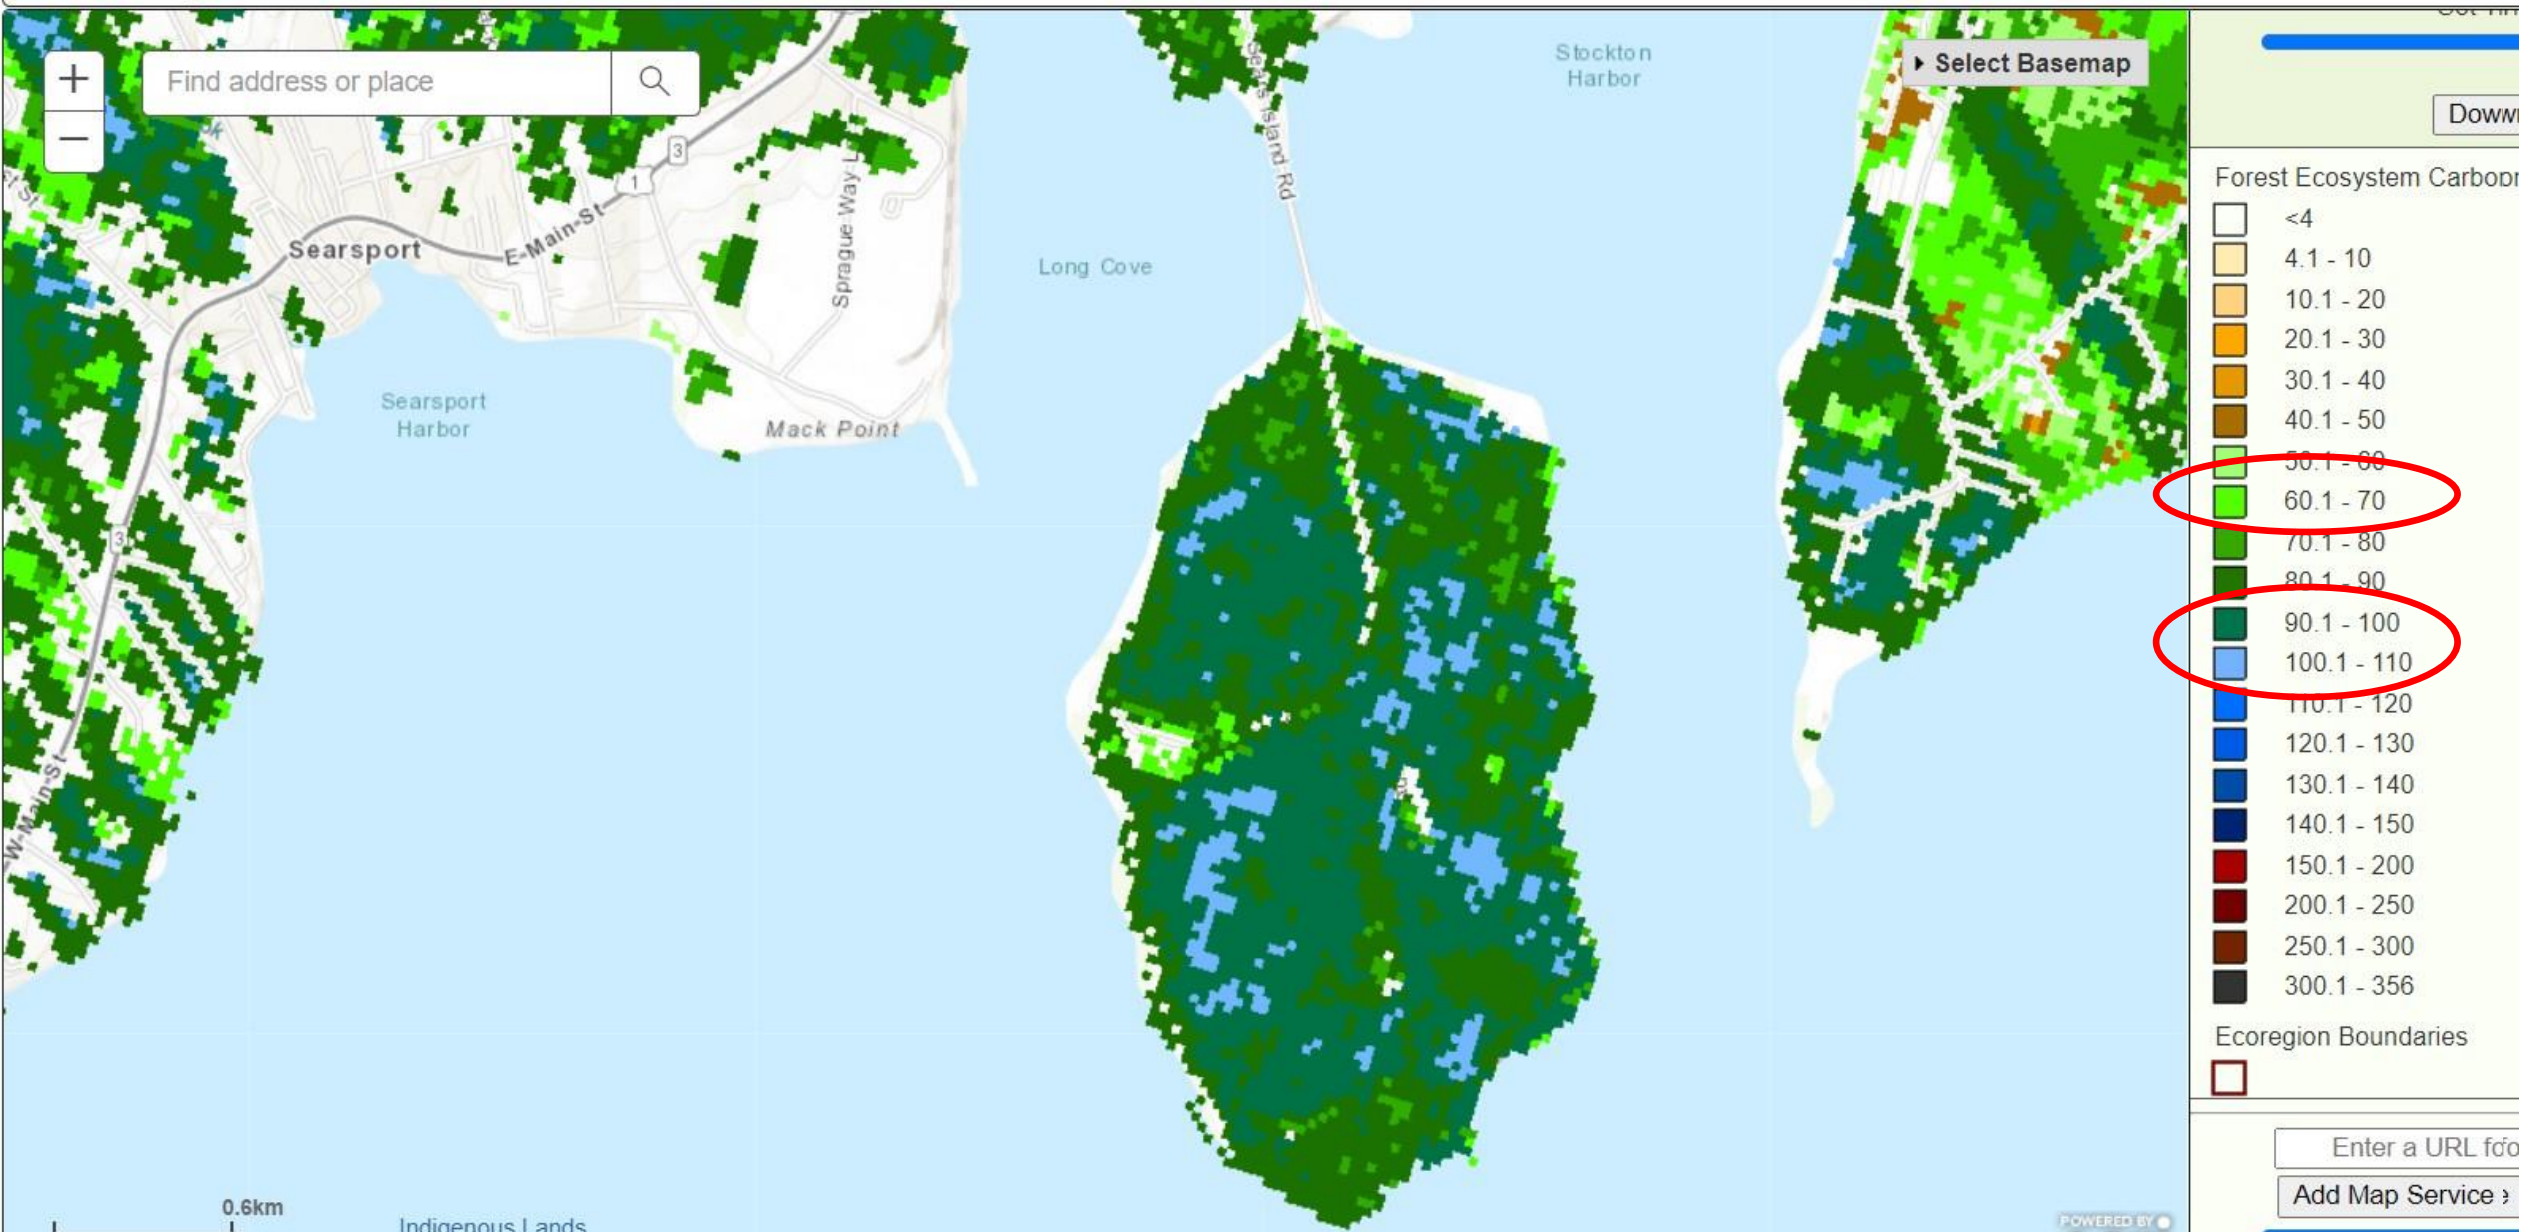 +
Find address or place
−
Stockton
Harbor
Select Basemap
3
1
Sears Island Rd
Sprague Way L
Searsport
E-Main-St
Long Cove
Searsport
Harbor
Mack Point
3
W-Main-St
0.6km
Indigenous Lands
POWERED BY
Forest Ecosystem Carbon
<4
4.1 - 10
10.1 - 20
20.1 - 30
30.1 - 40
40.1 - 50
50.1 - 60
60.1 - 70
70.1 - 80
80.1 - 90
90.1 - 100
100.1 - 110
110.1 - 120
120.1 - 130
130.1 - 140
140.1 - 150
150.1 - 200
200.1 - 250
250.1 - 300
300.1 - 356
Ecoregion Boundaries
Enter a URL fo
Add Map Service